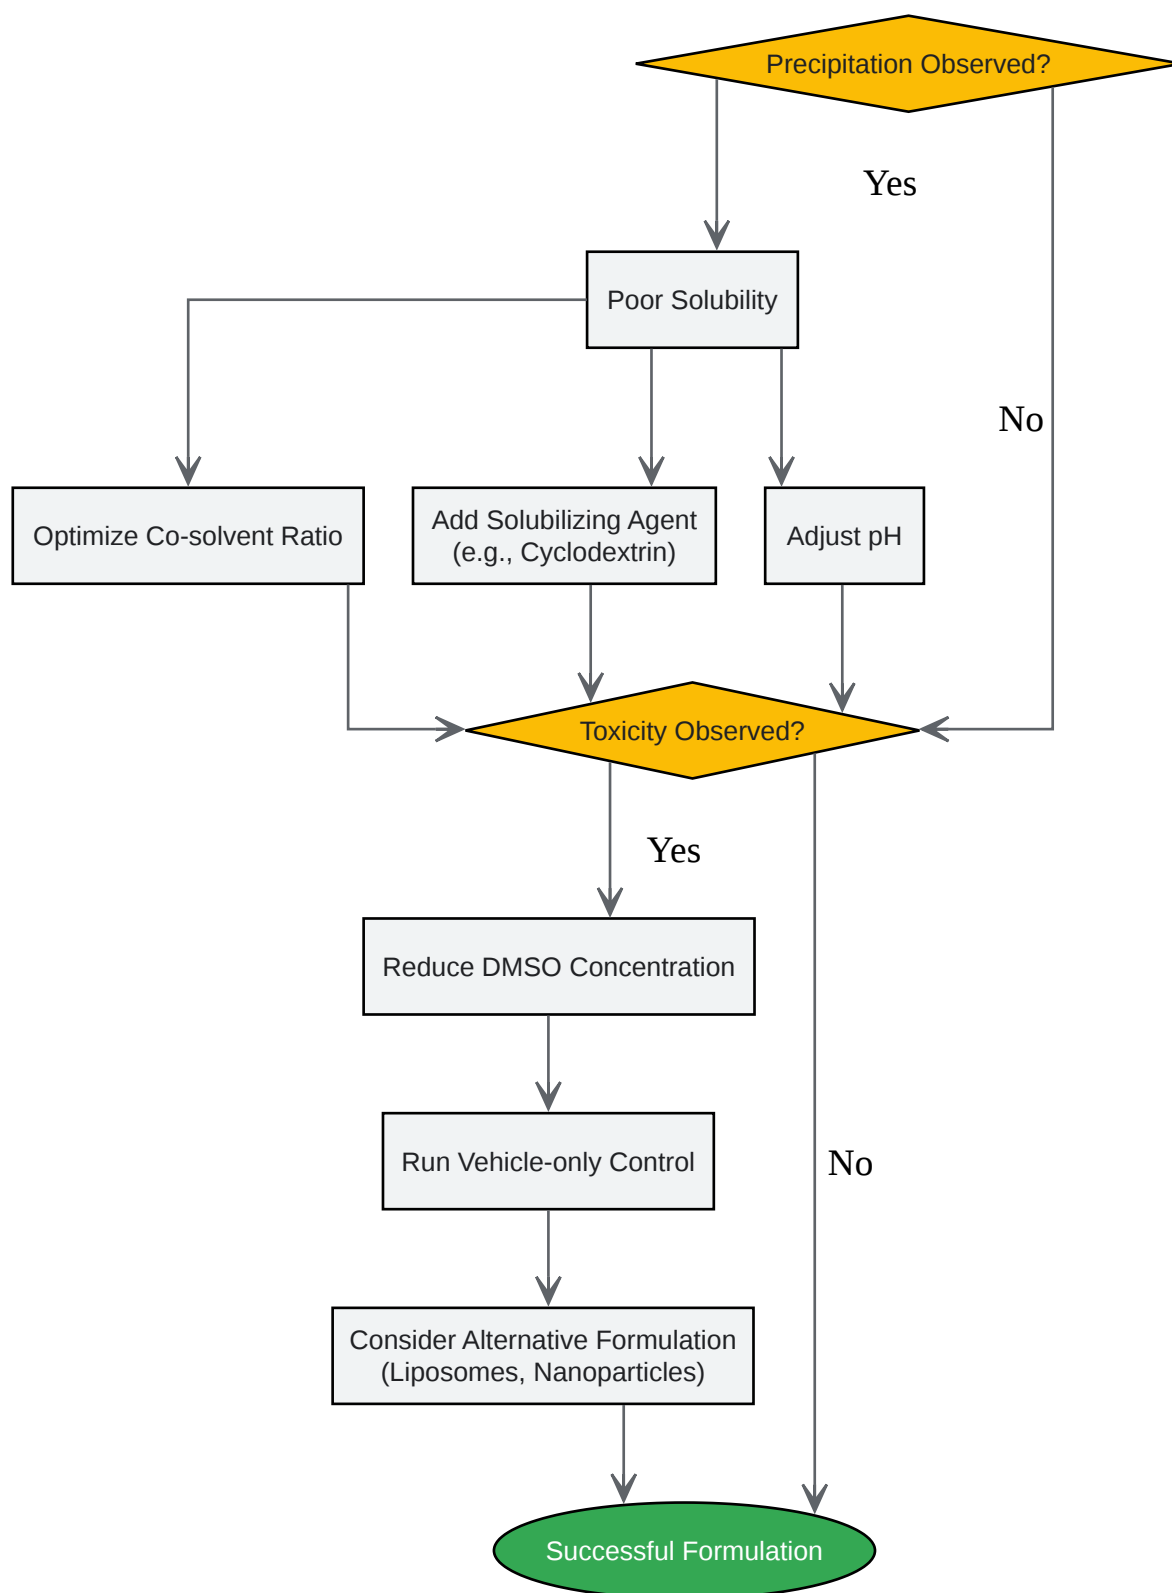 Precipitation Observed?
Yes
Poor Solubility
No
Optimize Co-solvent Ratio
Add Solubilizing Agent
(e.g., Cyclodextrin)
Adjust pH
Toxicity Observed?
Yes
Reduce DMSO Concentration
Run Vehicle-only Control
No
Consider Alternative Formulation
(Liposomes, Nanoparticles)
Successful Formulation